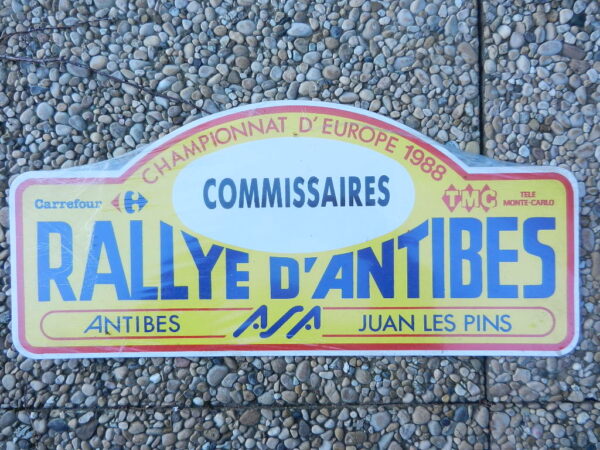 CHAMPIONNAT D'EUROPE 1988
COMMISSAIRES
Carrefour
TMC
TELE
MONTE-CARLO
RALLYE D'ANTIBES
ANTIBES
ASA
JUAN LES PINS